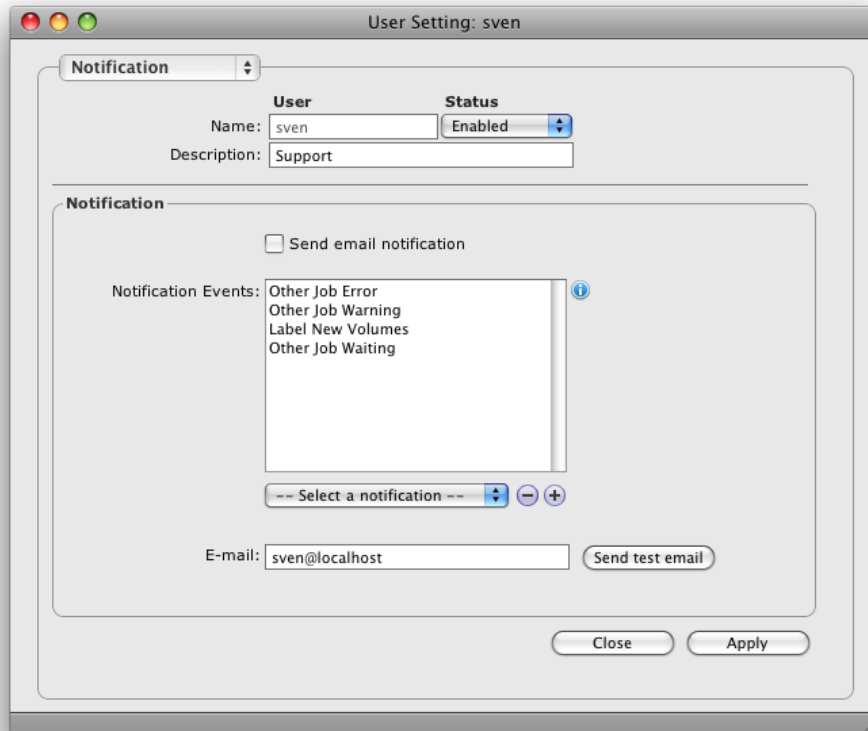 User Setting: sven
Notification
User Status
Name: sven Enabled
Description: Support
Notification
Send email notification
Notification Events: Other Job Error
Other Job Warning
Label New Volumes
Other Job Waiting
-- Select a notification --
E-mail: sven@localhost Send test email
Close Apply